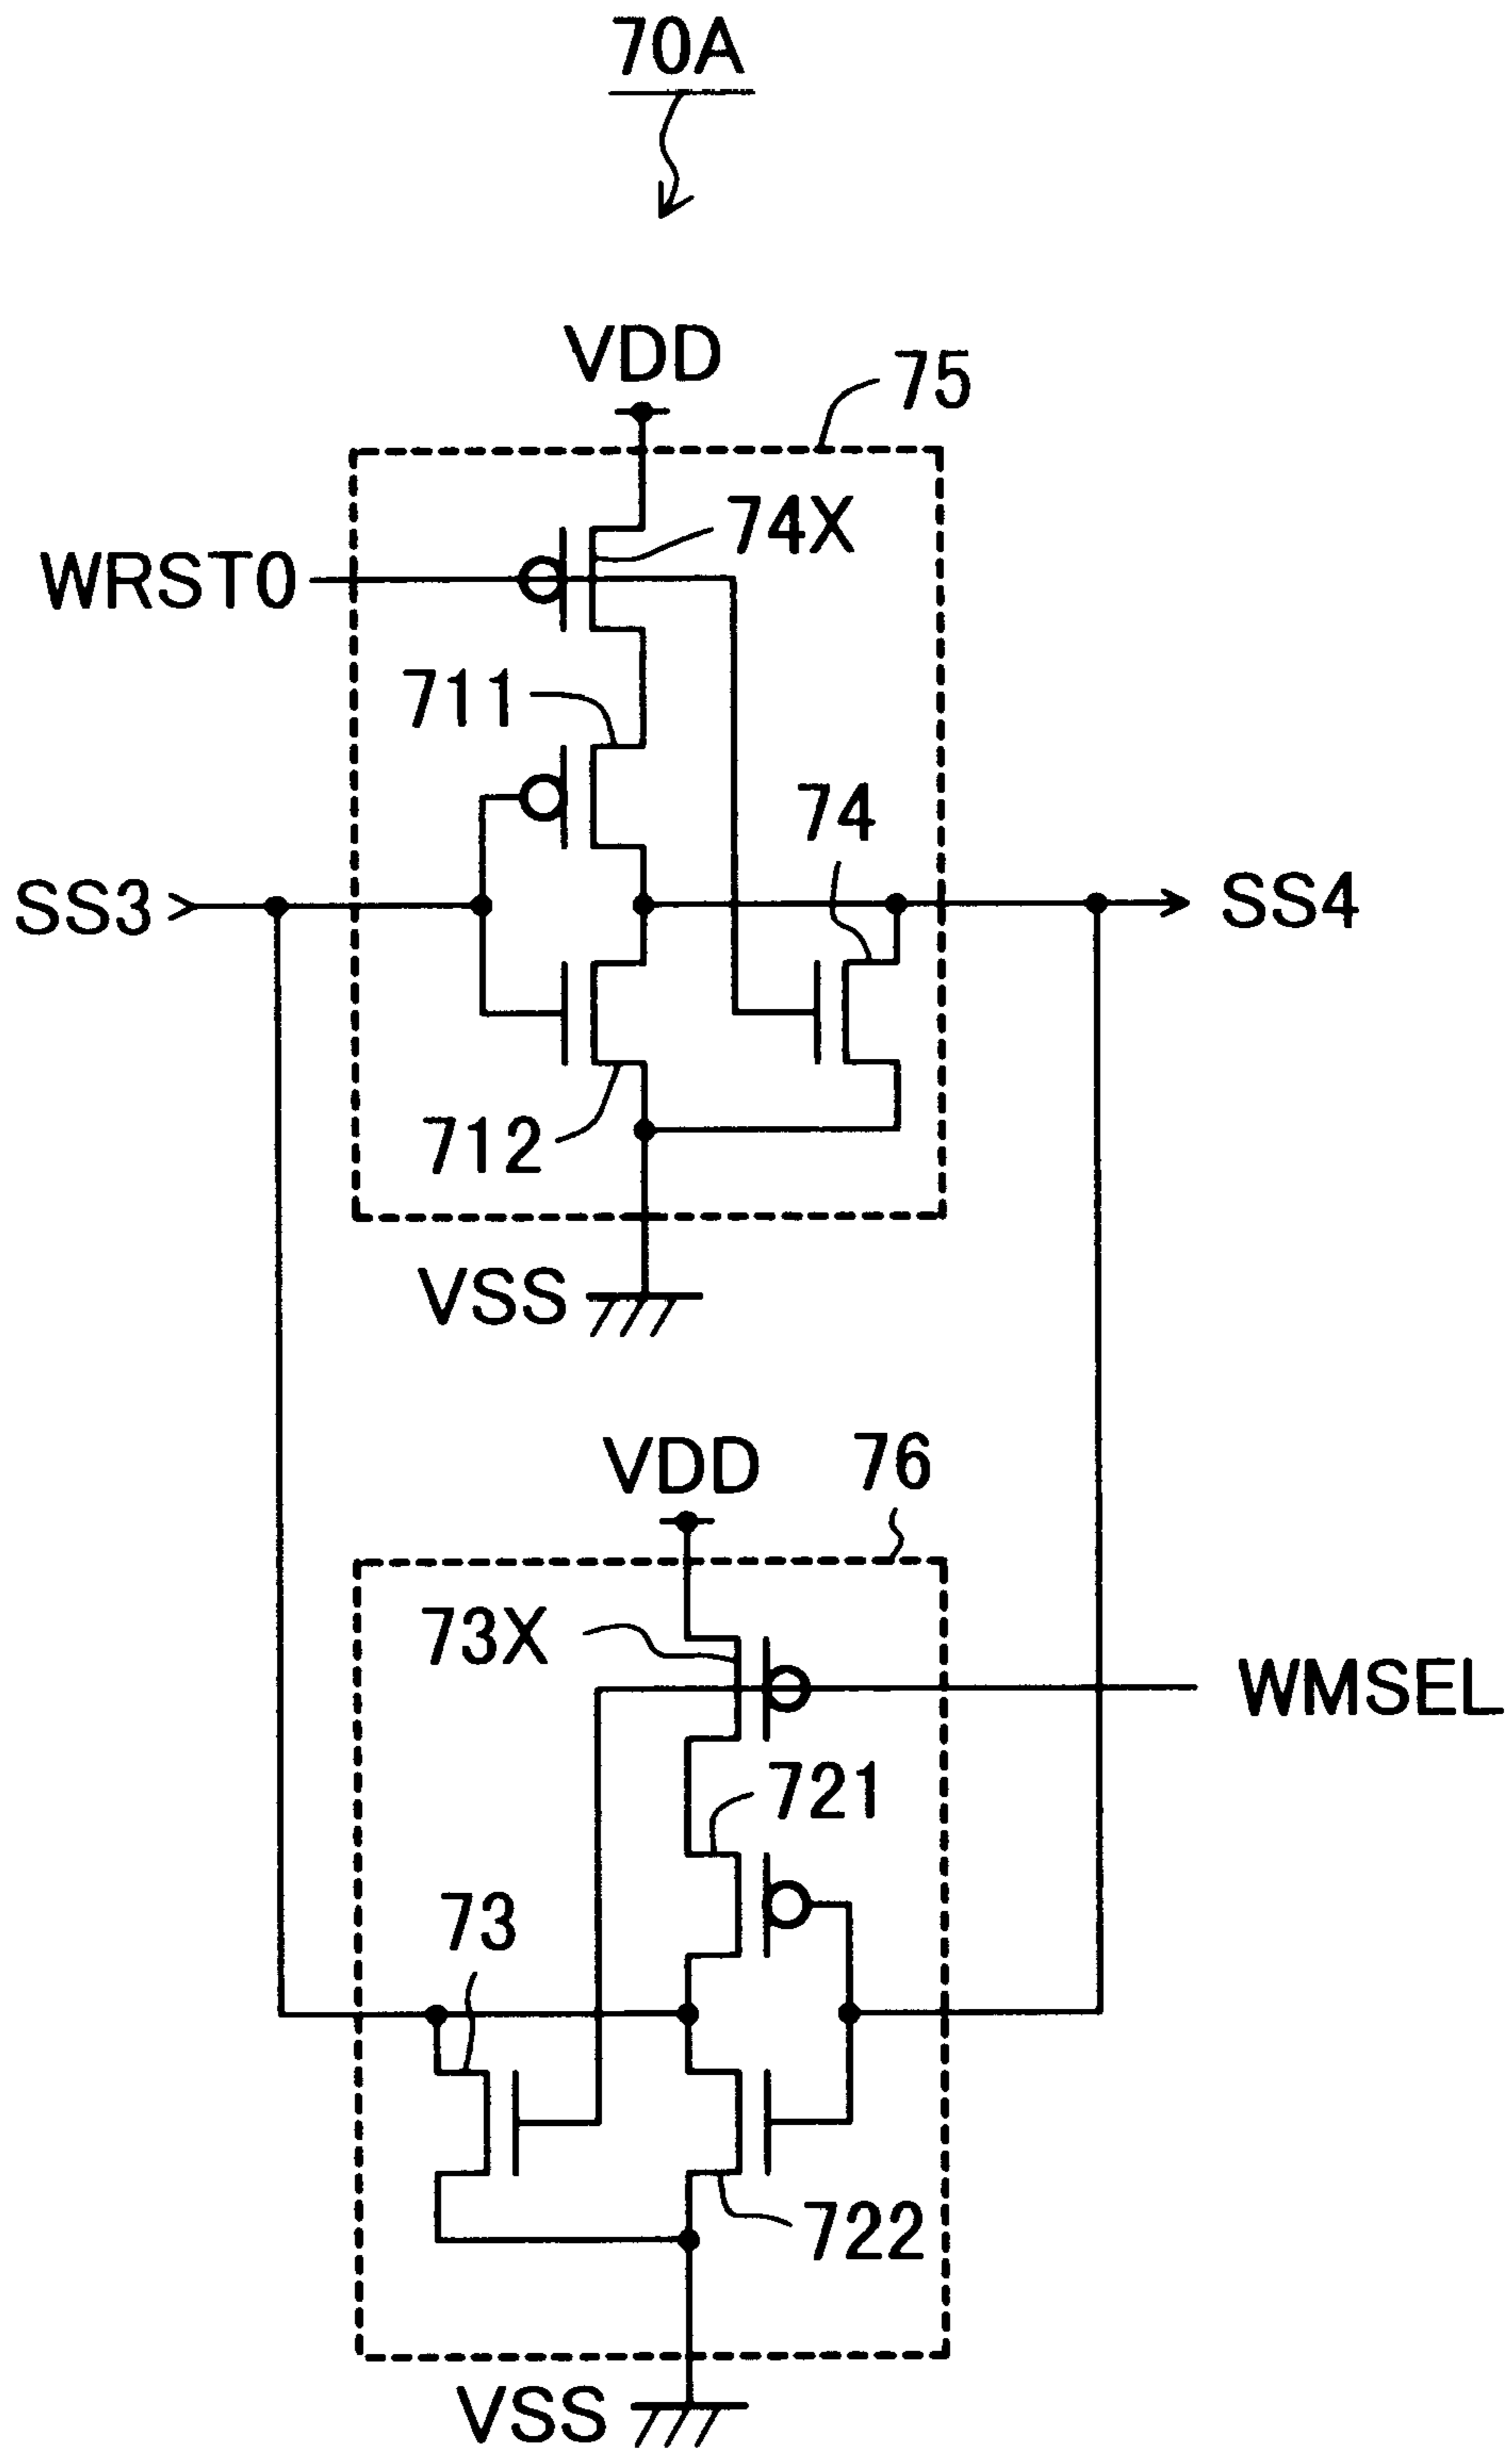 70A
VDD
75
74X
WRST0
711
74
SS3
SS4
712
VSS
VDD
76
73X
WMSEL
721
73
722
VSS